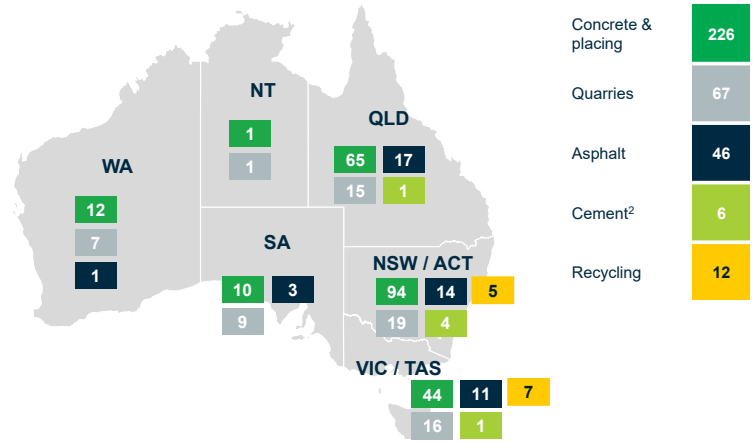 NT
1
1
QLD
65 17
15 1
WA
12
7
1
SA
10 3
9
NSW / ACT
94 14 5
19 4
VIC / TAS
44 11 7
16 1
Concrete &
placing
226
Quarries
67
Asphalt
46
Cement²
6
Recycling
12